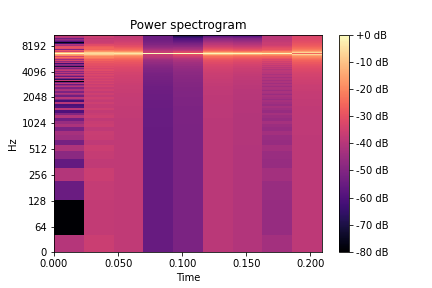 Power spectrogram
8192
4096
2048
1024
512
256
128
64
0
Hz
0.000 0.050 0.100 0.150 0.200
Time
+0 dB
-10 dB
-20 dB
-30 dB
-40 dB
-50 dB
-60 dB
-70 dB
-80 dB